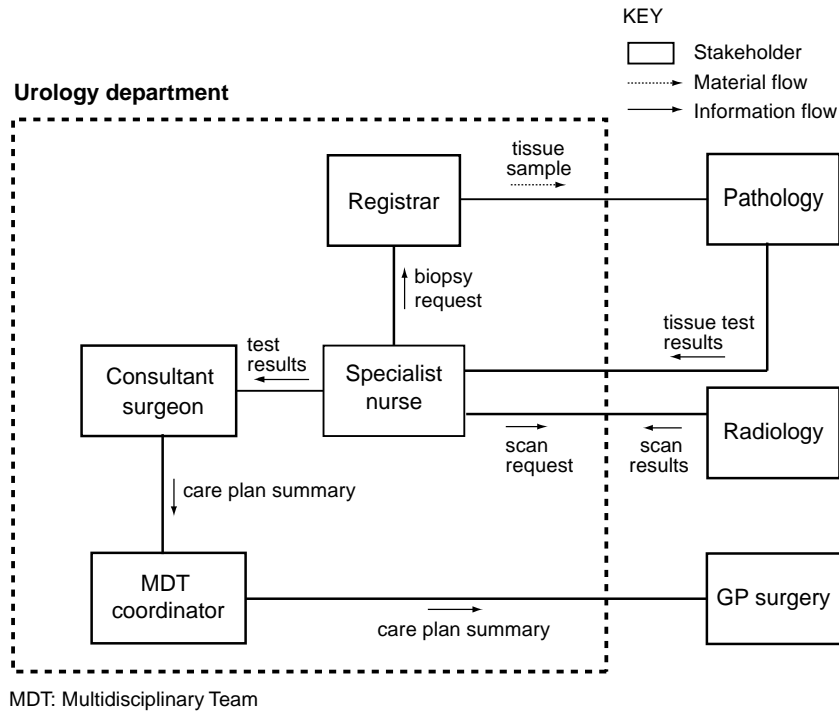 KEY
Stakeholder
Material flow
Information flow
Urology department
tissue
sample
Registrar
Pathology
biopsy
request
tissue test
results
test
results
Consultant
surgeon
Specialist
nurse
Radiology
scan
request
scan
results
care plan summary
MDT
coordinator
GP surgery
care plan summary
MDT: Multidisciplinary Team